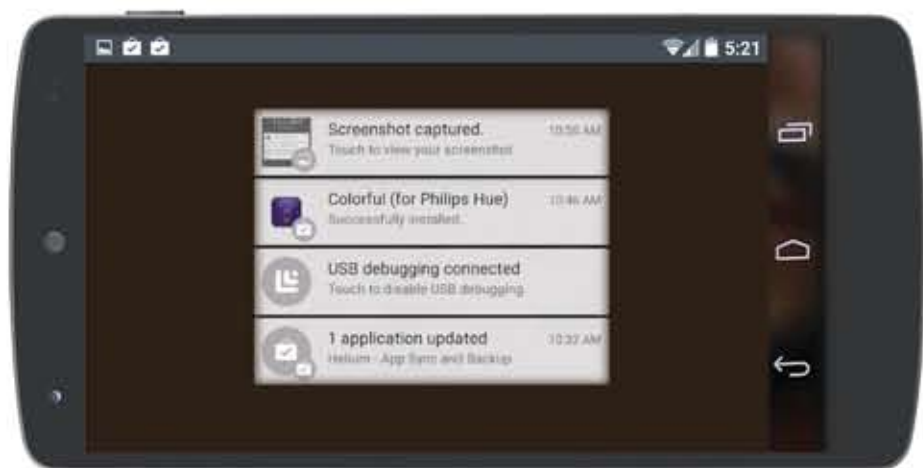 5:21
Screenshot captured. 10:50 AM
Touch to view your screenshot
Colorful (for Philips Hue) 10:46 AM
Successfully installed.
USB debugging connected
Touch to disable USB debugging.
1 application updated 10:32 AM
Helium - App Sync and Backup